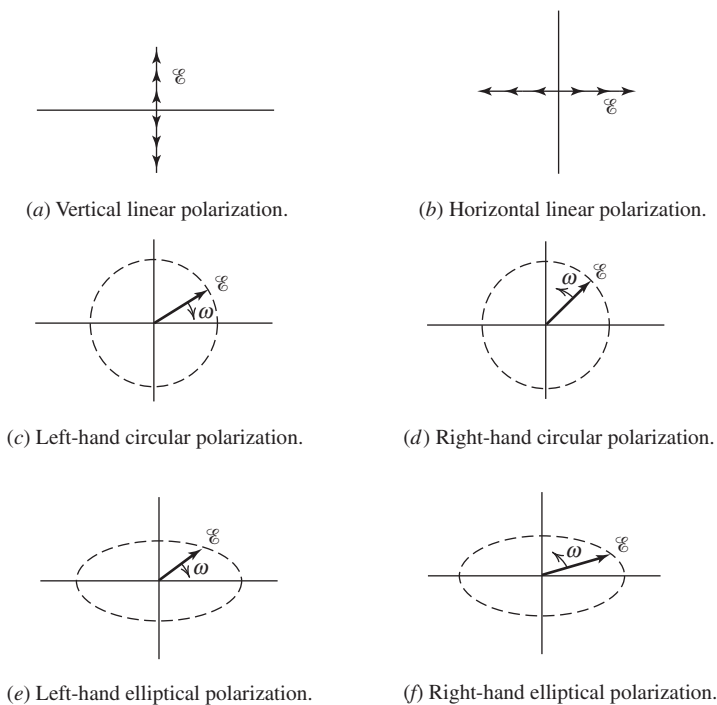 ℰ
ℰ
(a) Vertical linear polarization.
(b) Horizontal linear polarization.
ℰ
ω
ω
ℰ
(c) Left-hand circular polarization.
(d) Right-hand circular polarization.
ℰ
ω
ω
ℰ
(e) Left-hand elliptical polarization.
(f) Right-hand elliptical polarization.